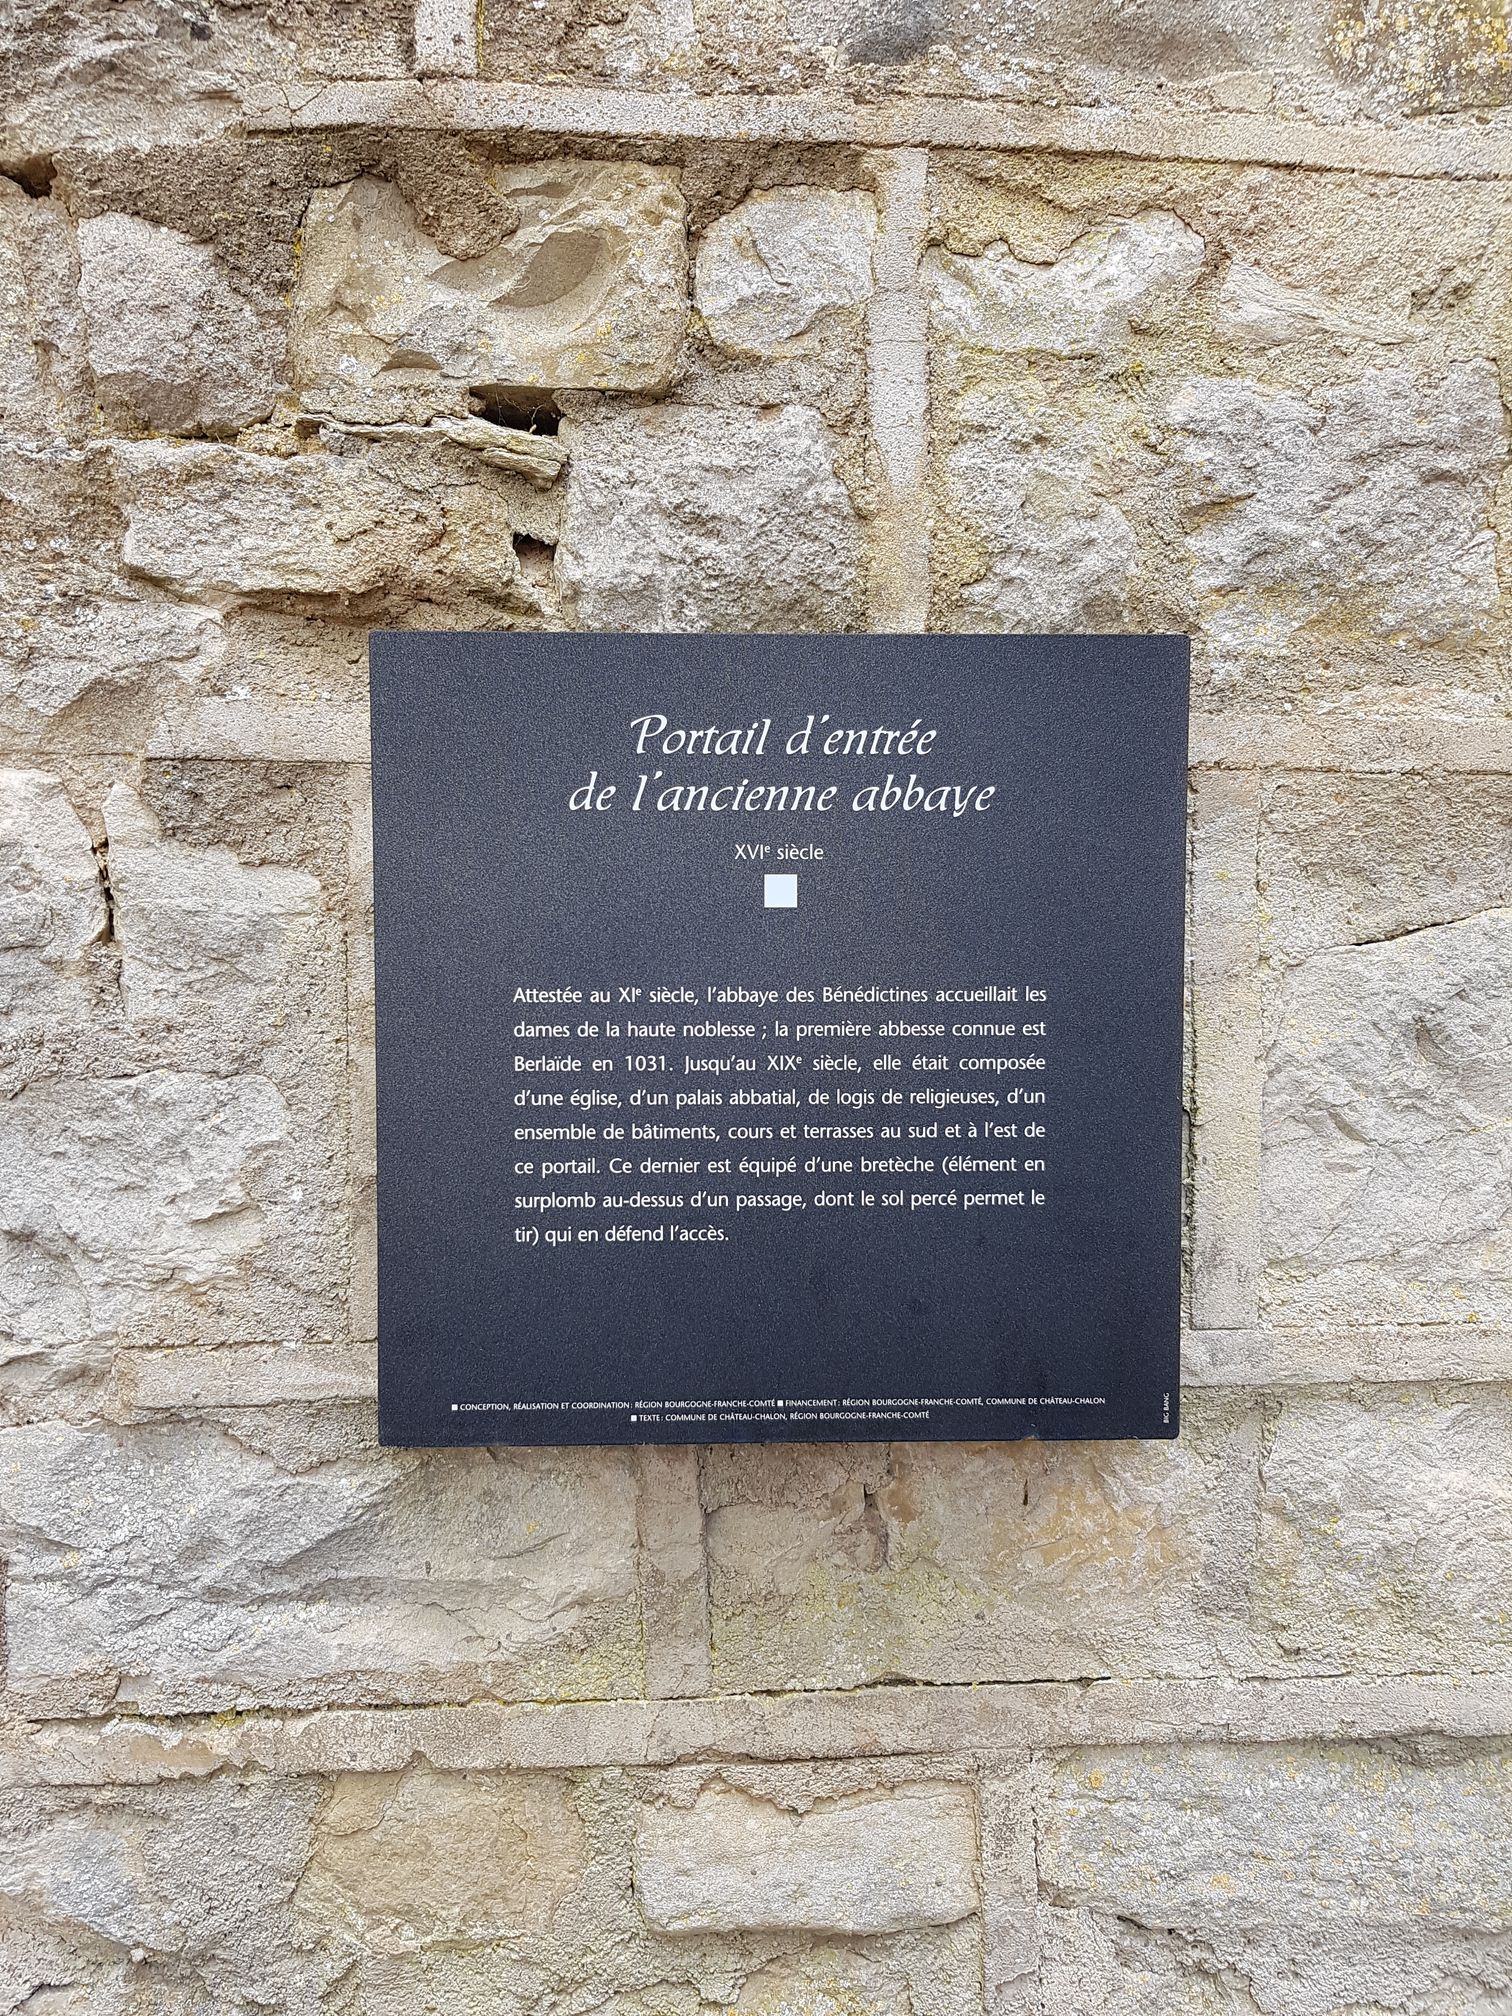 Portail d'entrée
de l'ancienne abbaye
XVIe siècle
Attestée au XIe siècle, l'abbaye des Bénédictines accueillait les
dames de la haute noblesse ; la première abbesse connue est
Berlaïde en 1031. Jusqu'au XIXe siècle, elle était composée
d'une église, d'un palais abbatial, de logis de religieuses, d'un
ensemble de bâtiments, cours et terrasses au sud et à l'est de
ce portail. Ce dernier est équipé d'une bretèche (élément en
surplomb au-dessus d'un passage, dont le sol percé permet le
tir) qui en défend l'accès.
■ CONCEPTION, RÉALISATION ET COORDINATION : RÉGION BOURGOGNE-FRANCHE-COMTÉ ■ FINANCEMENT : RÉGION BOURGOGNE-FRANCHE-COMTÉ, COMMUNE DE CHÂTEAU-CHALON
■ TEXTE : COMMUNE DE CHÂTEAU-CHALON, RÉGION BOURGOGNE-FRANCHE-COMTÉ
BIG BANG